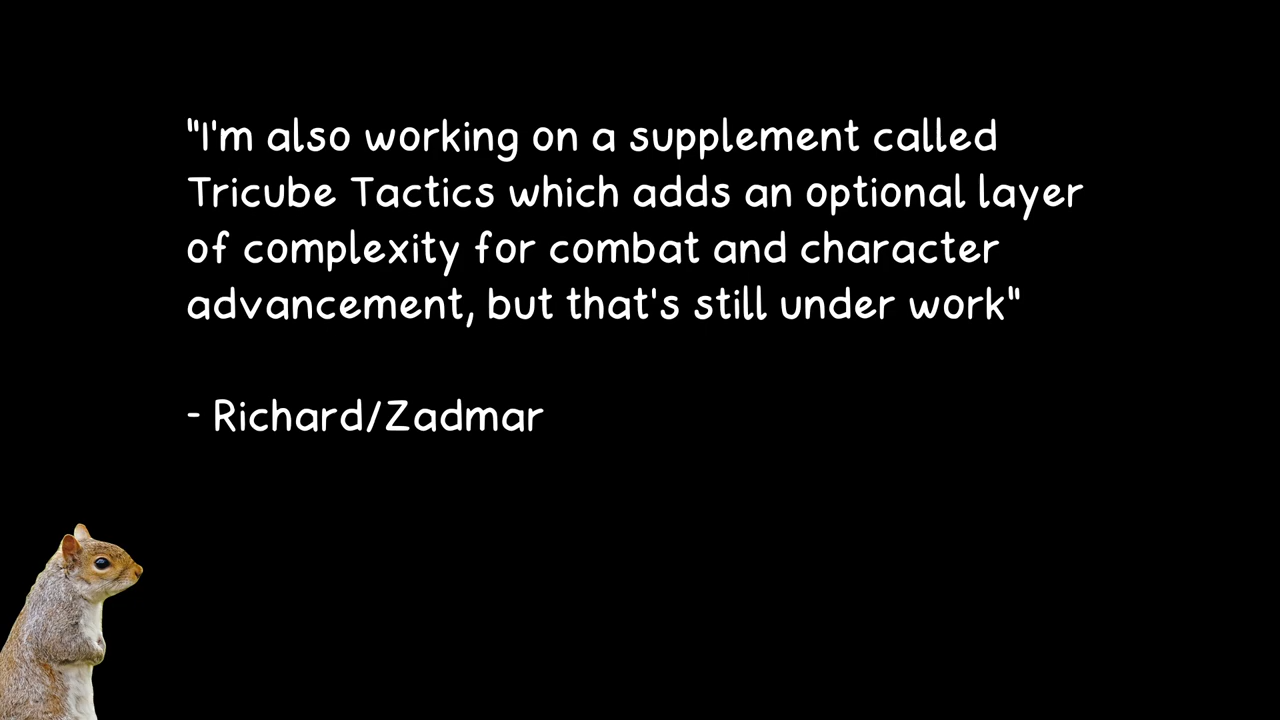 "I'm also working on a supplement called
Tricube Tactics which adds an optional layer
of complexity for combat and character
advancement, but that's still under work"
- Richard/Zadmar